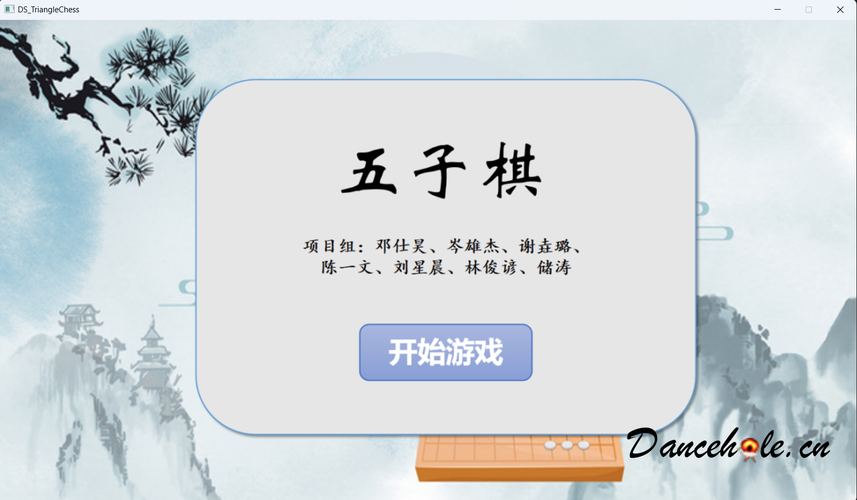 DS_TriangleChess
五子棋
项目组：邓仕昊、岑雄杰、谢垚璐、
陈一文、刘星晨、林俊谚、储涛
开始游戏
Dancehole.cn